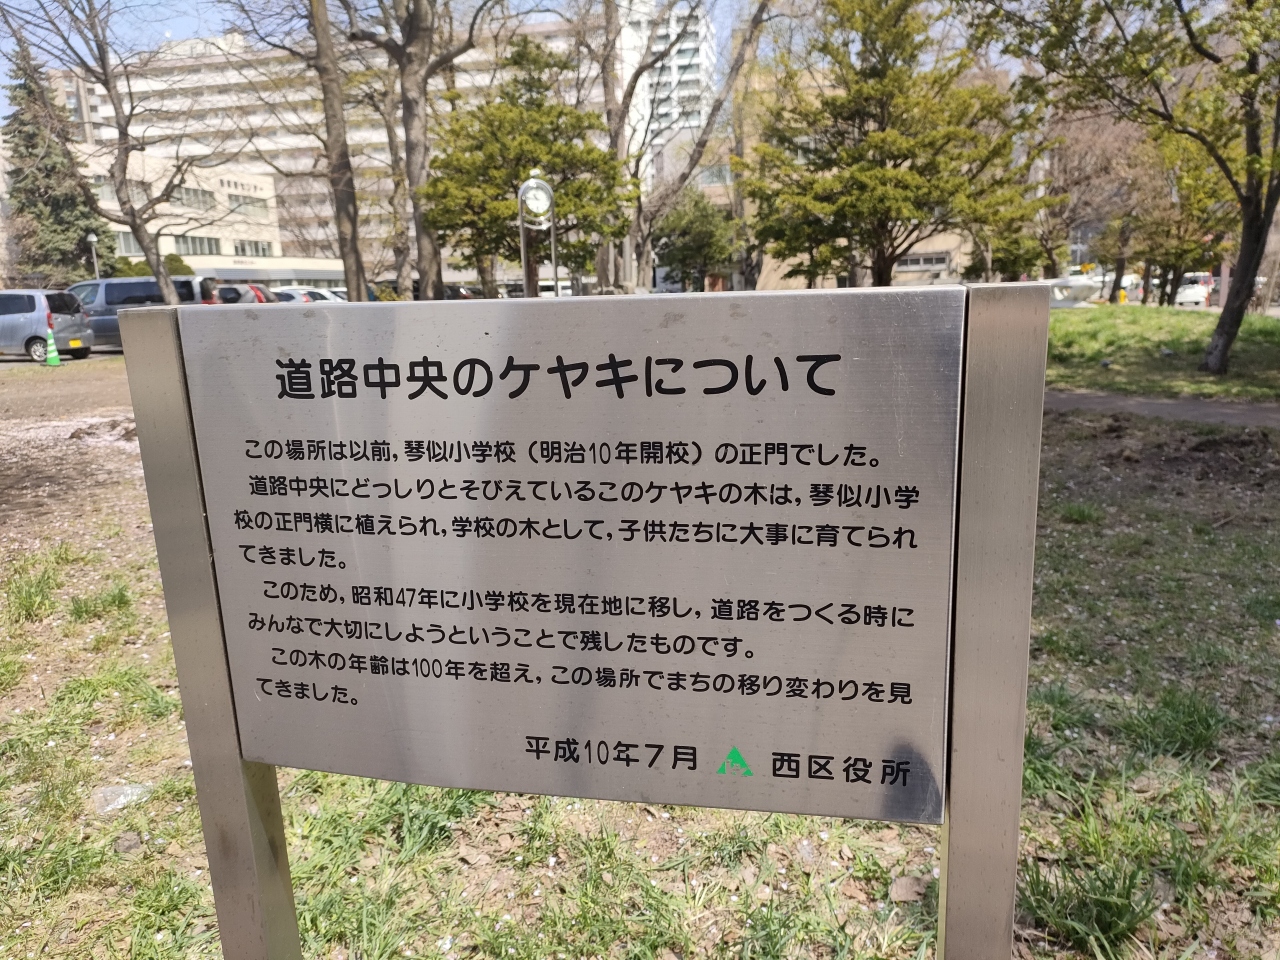 道路中央のケヤキについて
この場所は以前，琴似小学校（明治10年開校）の正門でした。
道路中央にどっしりとそびえているこのケヤキの木は，琴似小学
校の正門横に植えられ，学校の木として，子供たちに大事に育てられ
てきました。
このため，昭和47年に小学校を現在地に移し，道路をつくる時に
みんなで大切にしようということで残したものです。
この木の年齢は100年を超え，この場所でまちの移り変わりを見
てきました。
平成10年7月 西区役所